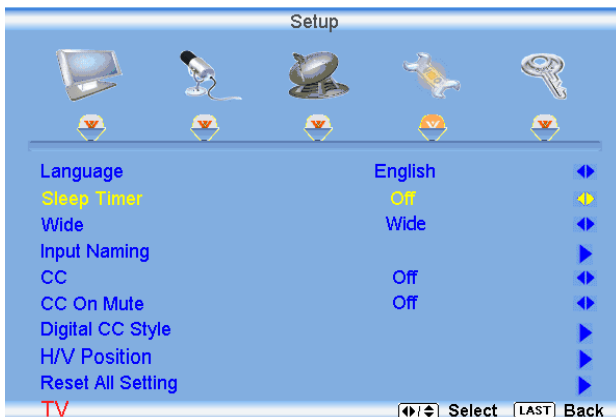 Setup
Language English
Sleep Timer Off
Wide Wide
Input Naming
CC Off
CC On Mute Off
Digital CC Style
H/V Position
Reset All Setting
TV Select LAST Back